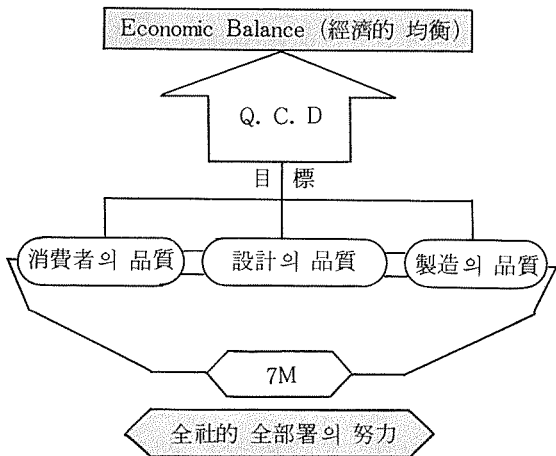 Economic Balance (經濟的 均衡)
Q. C. D
目 標
消費者의 品質 設計의 品質 製造의 品質
7M
全社的 全部署의 努力